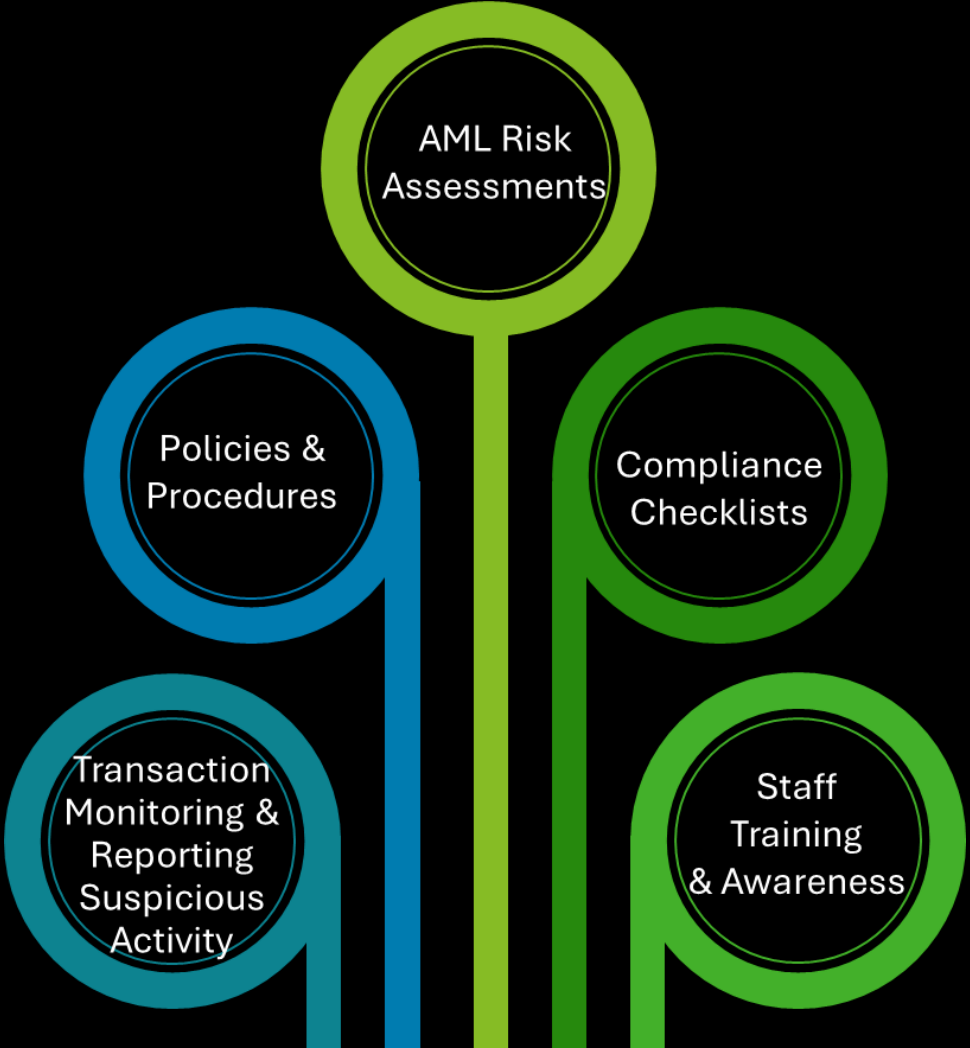 AML Risk
Assessments
Policies &
Procedures
Compliance
Checklists
Transaction
Monitoring &
Reporting
Suspicious
Activity
Staff
Training
& Awareness